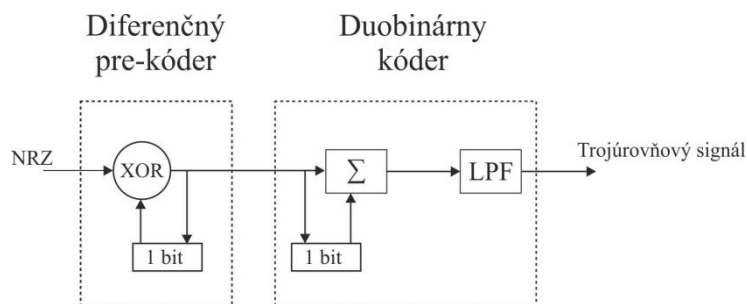 Diferenčný
pre-kóder
Duobinárny
kóder
NRZ
XOR
1 bit
Σ
1 bit
LPF
Trojúrovňový signál